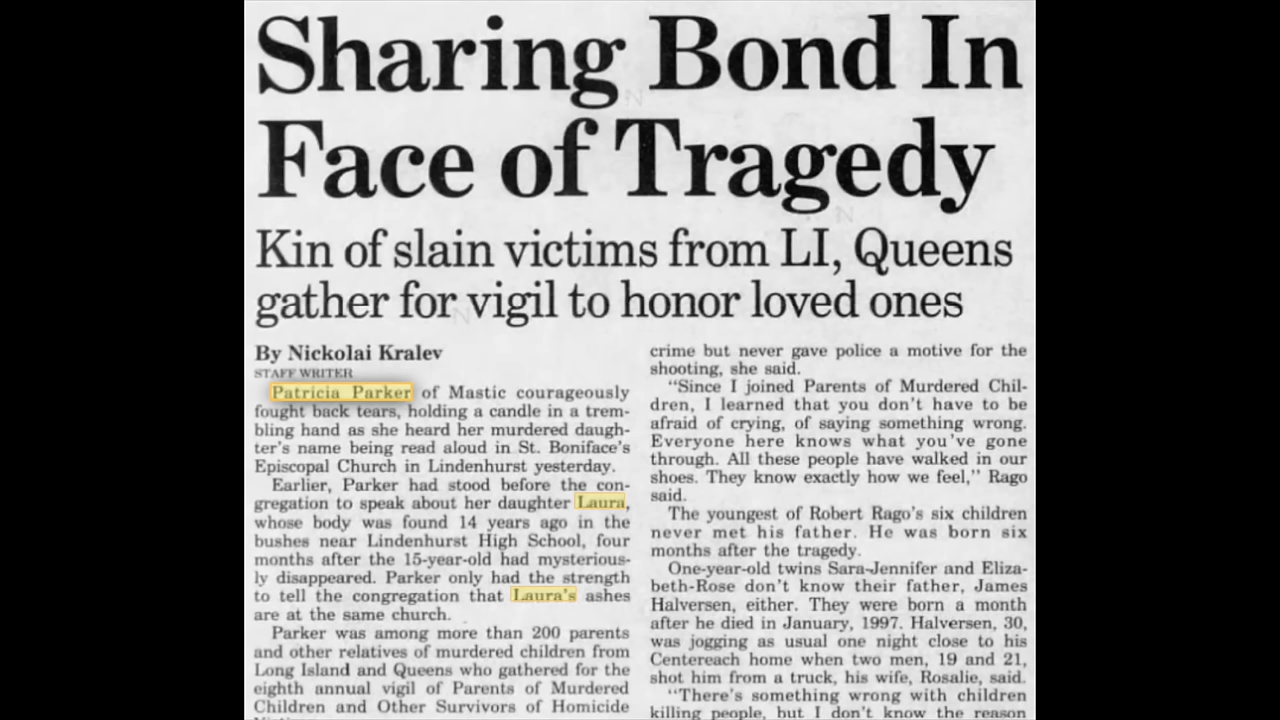 Sharing Bond In
Face of Tragedy
Kin of slain victims from LI, Queens
gather for vigil to honor loved ones
By Nickolai Kralev
STAFF WRITER
Patricia Parker of Mastic courageously
fought back tears, holding a candle in a trem-
bling hand as she heard her murdered daugh-
ter's name being read aloud in St. Boniface's
Episcopal Church in Lindenhurst yesterday.
Earlier, Parker had stood before the con-
gregation to speak about her daughter Laura,
whose body was found 14 years ago in the
bushes near Lindenhurst High School, four
months after the 15-year-old had mysterious-
ly disappeared. Parker only had the strength
to tell the congregation that Laura's ashes
are at the same church.
Parker was among more than 200 parents
and other relatives of murdered children from
Long Island and Queens who gathered for the
eighth annual vigil of Parents of Murdered
Children and Other Survivors of Homicide
crime but never gave police a motive for the
shooting, she said.
"Since I joined Parents of Murdered Chil-
dren, I learned that you don't have to be
afraid of crying, of saying something wrong.
Everyone here knows what you've gone
through. All these people have walked in our
shoes. They know exactly how we feel," Rago
said.
The youngest of Robert Rago's six children
never met his father. He was born six
months after the tragedy.
One-year-old twins Sara-Jennifer and Eliza-
beth-Rose don't know their father, James
Halversen, either. They were born a month
after he died in January, 1997. Halversen, 30,
was jogging as usual one night close to his
Centereach home when two men, 19 and 21,
shot him from a truck, his wife, Rosalie, said.
"There's something wrong with children
killing people, but I don't know the reason